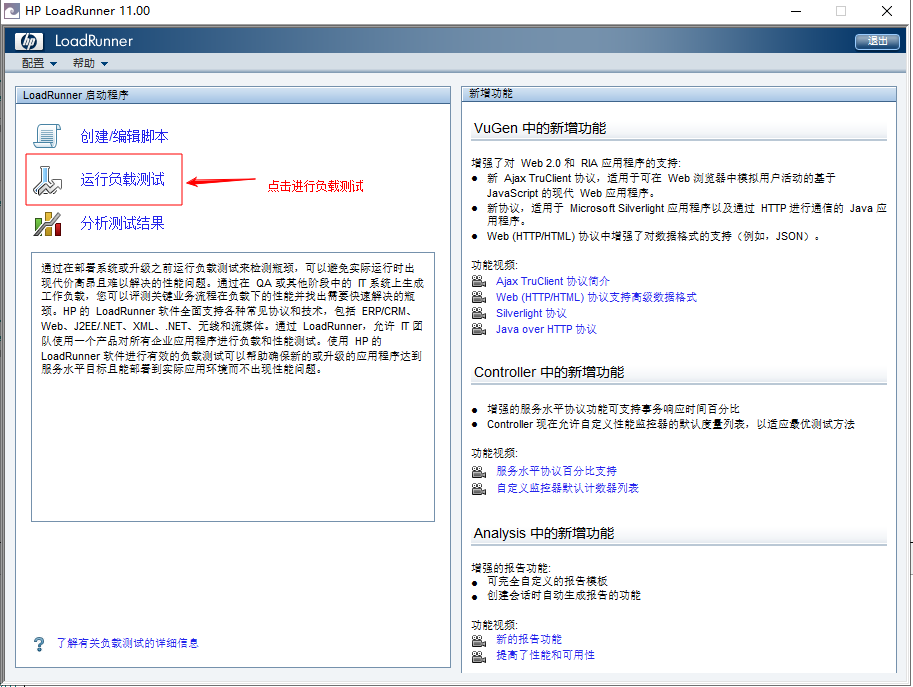 HP LoadRunner 11.00
hp LoadRunner
退出
配置 帮助
LoadRunner 启动程序
创建/编辑脚本
运行负载测试
点击进行负载测试
分析测试结果
通过在部署系统或升级之前运行负载测试来检测瓶颈，可以避免实际运行时出
现代价高昂且难以解决的性能问题。通过在 QA 或其他阶段中的 IT 系统上生成
工作负载，您可以评测关键业务流程在负载下的性能并找出需要快速解决的瓶
颈。HP 的 LoadRunner 软件全面支持各种常见协议和技术，包括 ERP/CRM、
Web、J2EE/.NET、XML、.NET、无线和流媒体。通过 LoadRunner，允许 IT 团
队使用一个产品对所有企业应用程序进行负载和性能测试。使用 HP 的
LoadRunner 软件进行有效的负载测试可以帮助确保新的或升级的应用程序达到
服务水平目标且能部署到实际应用环境而不出现性能问题。
? 了解有关负载测试的详细信息
新增功能
VuGen 中的新增功能
增强了对 Web 2.0 和 RIA 应用程序的支持:
● 新 Ajax TruClient 协议，适用于可在 Web 浏览器中模拟用户活动的基于
JavaScript 的现代 Web 应用程序。
● 新协议，适用于 Microsoft Silverlight 应用程序以及通过 HTTP 进行通信的 Java 应
用程序。
● Web (HTTP/HTML) 协议中增强了对数据格式的支持（例如，JSON）。
功能视频:
Ajax TruClient 协议简介
Web (HTTP/HTML) 协议支持高级数据格式
Silverlight 协议
Java over HTTP 协议
Controller 中的新增功能
● 增强的服务水平协议功能可支持事务响应时间百分比
● Controller 现在允许自定义性能监控器的默认度量列表，以适应最优测试方法
功能视频:
服务水平协议百分比支持
自定义监控器默认计数器列表
Analysis 中的新增功能
增强的报告功能:
● 可完全自定义的报告模板
● 创建会话时自动生成报告的功能
功能视频:
新的报告功能
提高了性能和可用性